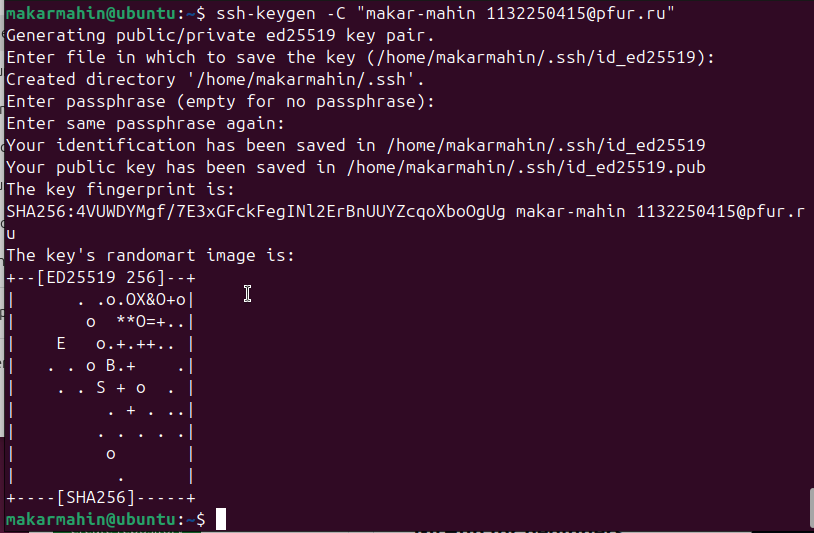 makarmahin@ubuntu:~$ ssh-keygen -C "makar-mahin 1132250415@pfur.ru"
Generating public/private ed25519 key pair.
Enter file in which to save the key (/home/makarmahin/.ssh/id_ed25519):
Created directory '/home/makarmahin/.ssh'.
Enter passphrase (empty for no passphrase):
Enter same passphrase again:
Your identification has been saved in /home/makarmahin/.ssh/id_ed25519
Your public key has been saved in /home/makarmahin/.ssh/id_ed25519.pub
The key fingerprint is:
SHA256:4VUWDYMgf/7E3xGFckFegINl2ErBnUUYZcqoXboOgUg makar-mahin 1132250415@pfur.r
u
The key's randomart image is:
+--[ED25519 256]--+
|      . .o.OX&O+o|
|       o  **O=+..|
|    E   o.+.++.. |
|   . . o B.+    .|
|    . . S + o  . |
|         . + . ..|
|        . . . . .|
|         o       |
|          .      |
+----[SHA256]-----+
makarmahin@ubuntu:~$